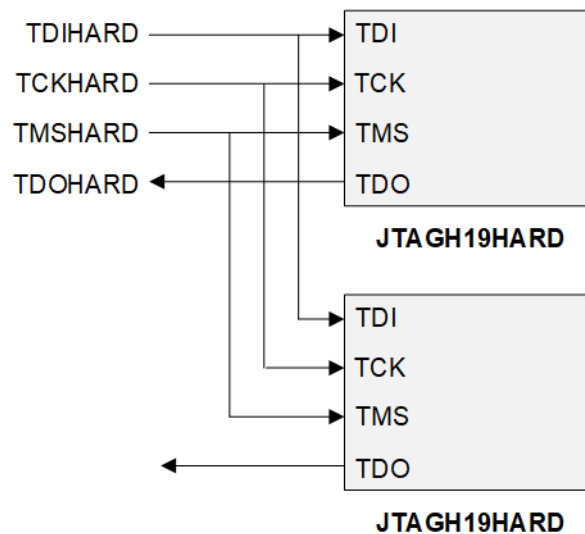 TDIHARD TDI
TCKHARD TCK
TMSHARD TMS
TDOHARD TDO
JTAGH19HARD
TDI
TCK
TMS
TDO
JTAGH19HARD